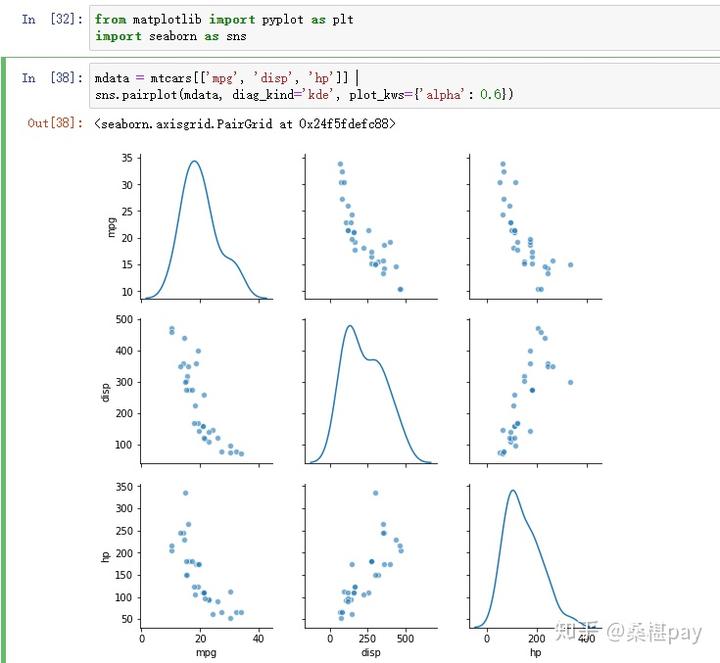 In [32]: from matplotlib import pyplot as plt
import seaborn as sns
In [38]: mdata = mtcars[['mpg', 'disp', 'hp']]
sns.pairplot(mdata, diag_kind='kde', plot_kws={'alpha': 0.6})
Out[38]: <seaborn.axisgrid.PairGrid at 0x24f5fdefc88>
35
30
25
20
15
10
mpg
500
400
300
200
100
disp
350
300
250
200
150
100
50
hp
0 20 40 0 250 500 0 200 400
mpg disp hp
知乎 @桑椹pay